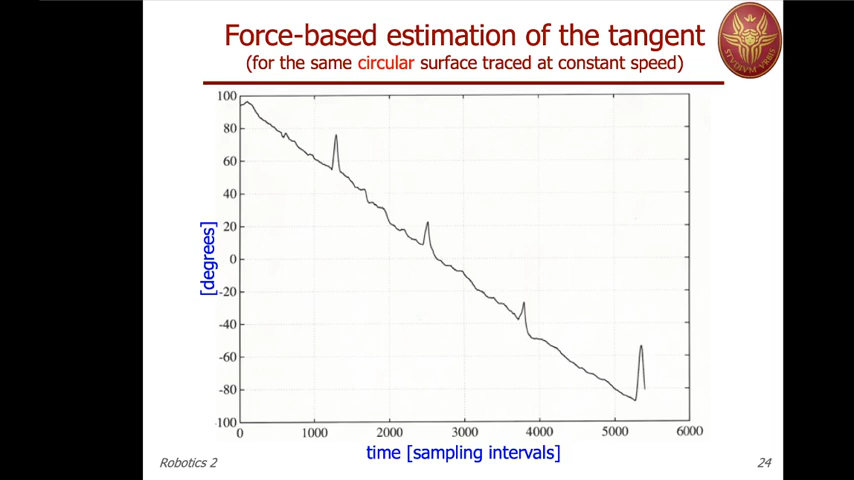 Force-based estimation of the tangent
(for the same circular surface traced at constant speed)
STVDIVM VRBIS
100
80
60
40
20
0
-20
-40
-60
-80
-100
[degrees]
0 1000 2000 3000 4000 5000 6000
time [sampling intervals]
Robotics 2
24